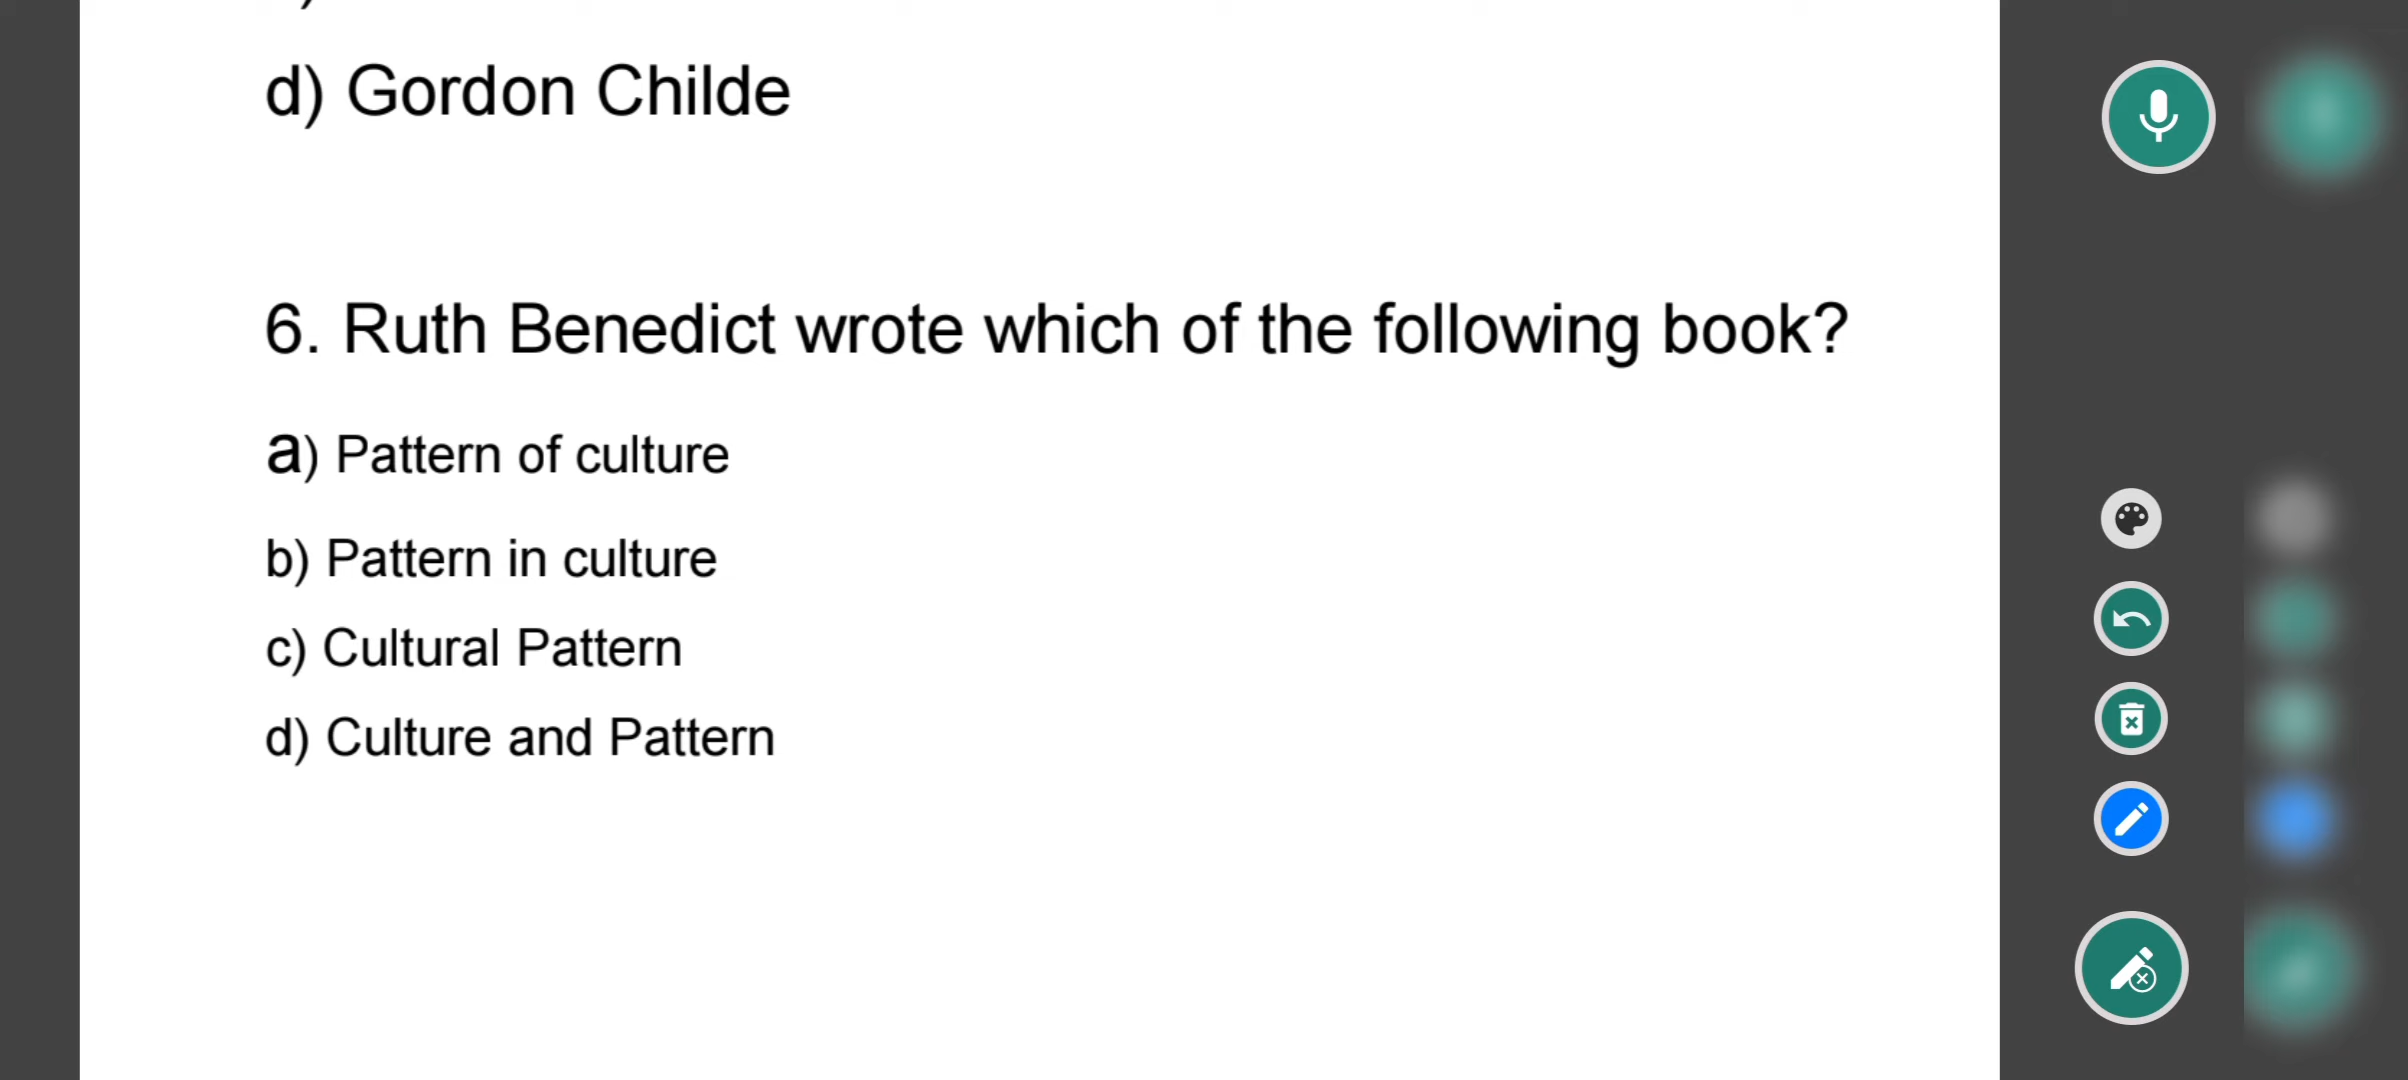 d) Gordon Childe
6. Ruth Benedict wrote which of the following book?
a) Pattern of culture
b) Pattern in culture
c) Cultural Pattern
d) Culture and Pattern